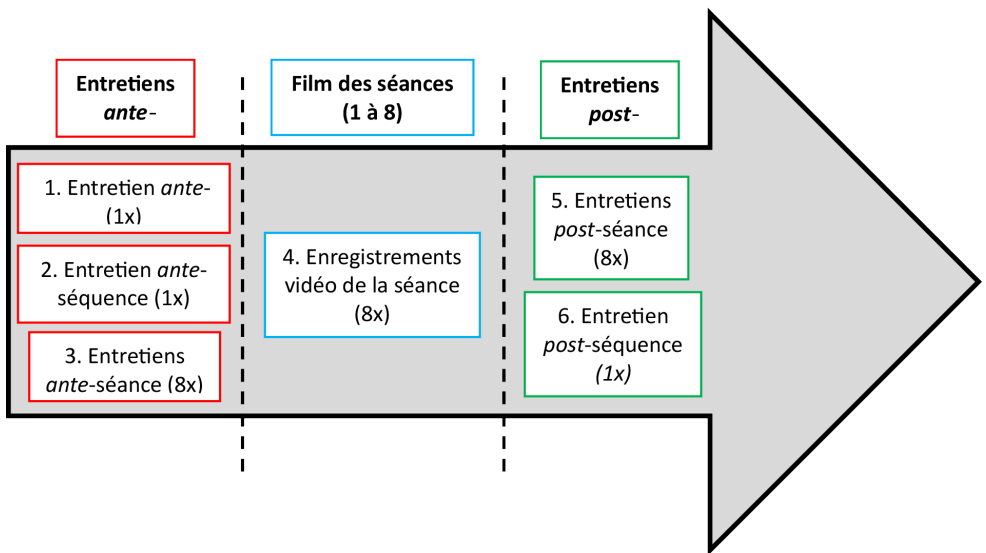 Entretiens
ante-
Film des séances
(1 à 8)
Entretiens
post-
1. Entretien ante-
(1x)
2. Entretien ante-
séquence (1x)
3. Entretiens
ante-séance (8x)
4. Enregistrements
vidéo de la séance
(8x)
5. Entretiens
post-séance
(8x)
6. Entretien
post-séquence
(1x)